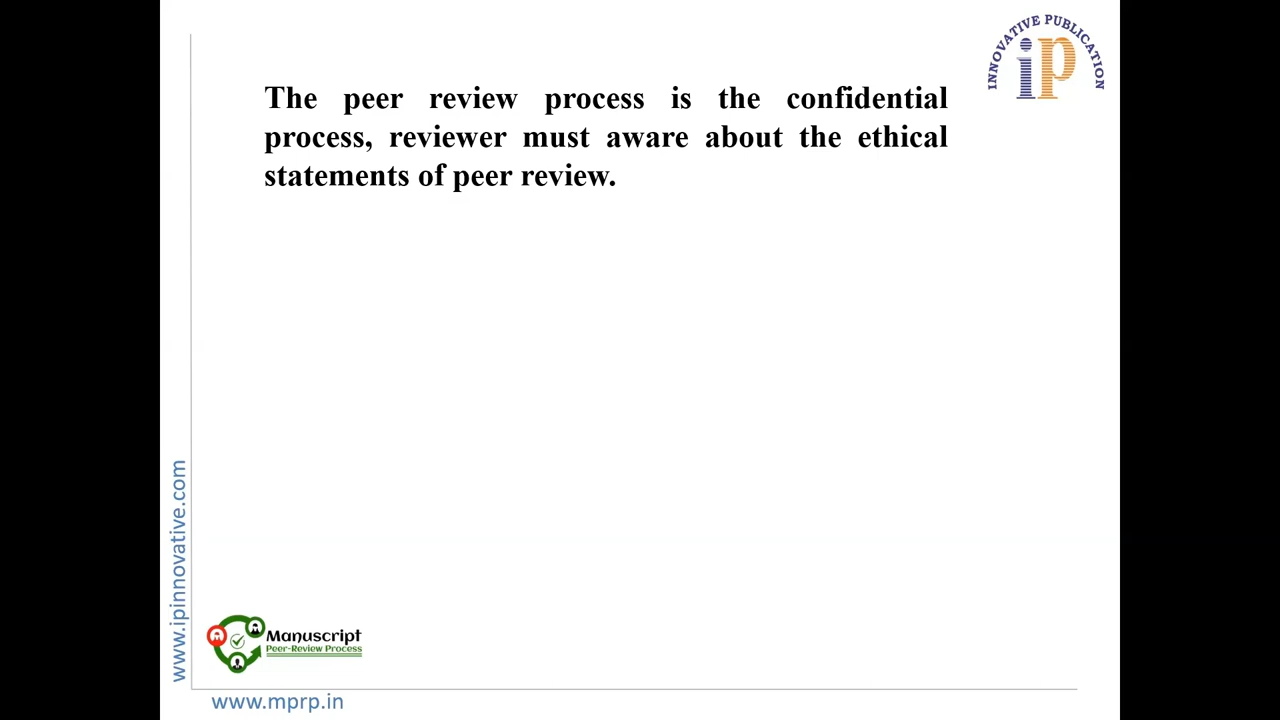 INNOVATIVE PUBLICATION
ip
The peer review process is the confidential
process, reviewer must aware about the ethical
statements of peer review.
www.ipinnovative.com
Manuscript
Peer-Review Process
www.mprp.in